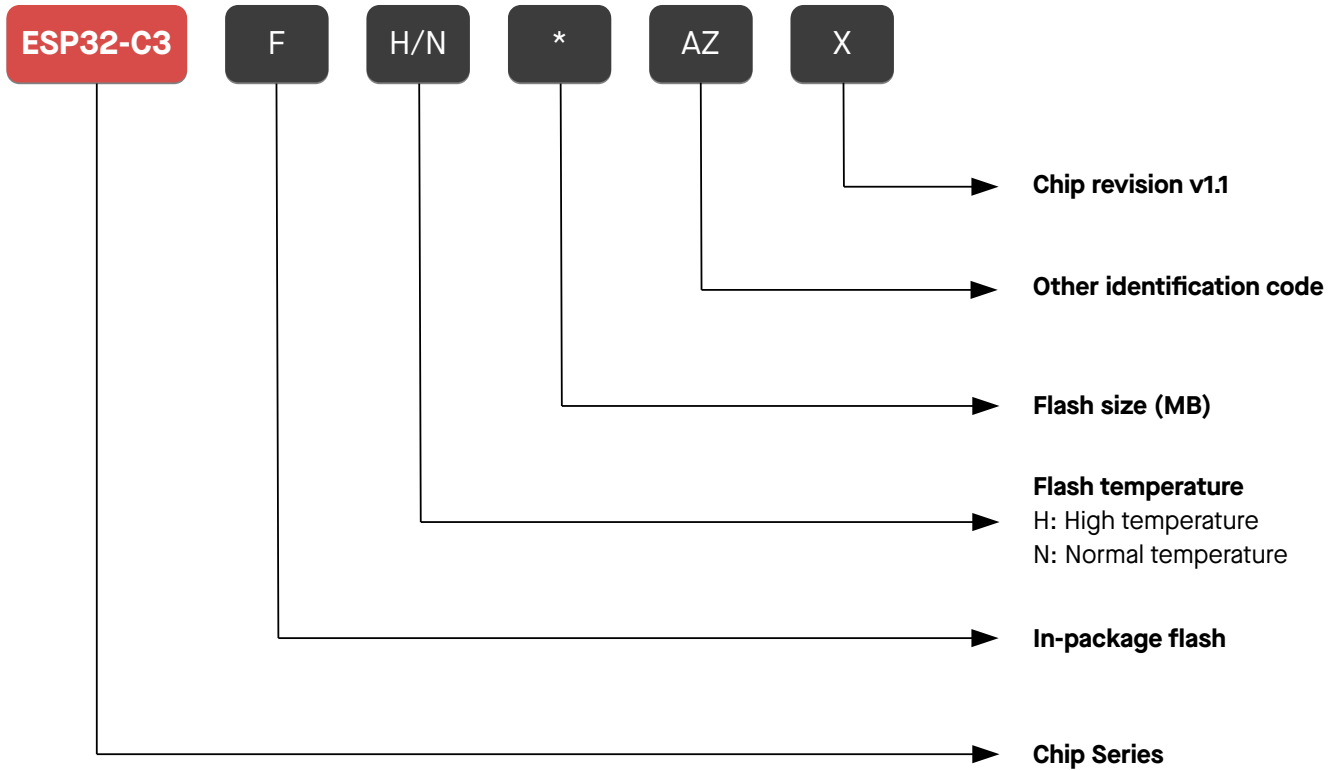 ESP32-C3 F H/N * AZ X
Chip revision v1.1
Other identification code
Flash size (MB)
Flash temperature
H: High temperature
N: Normal temperature
In-package flash
Chip Series